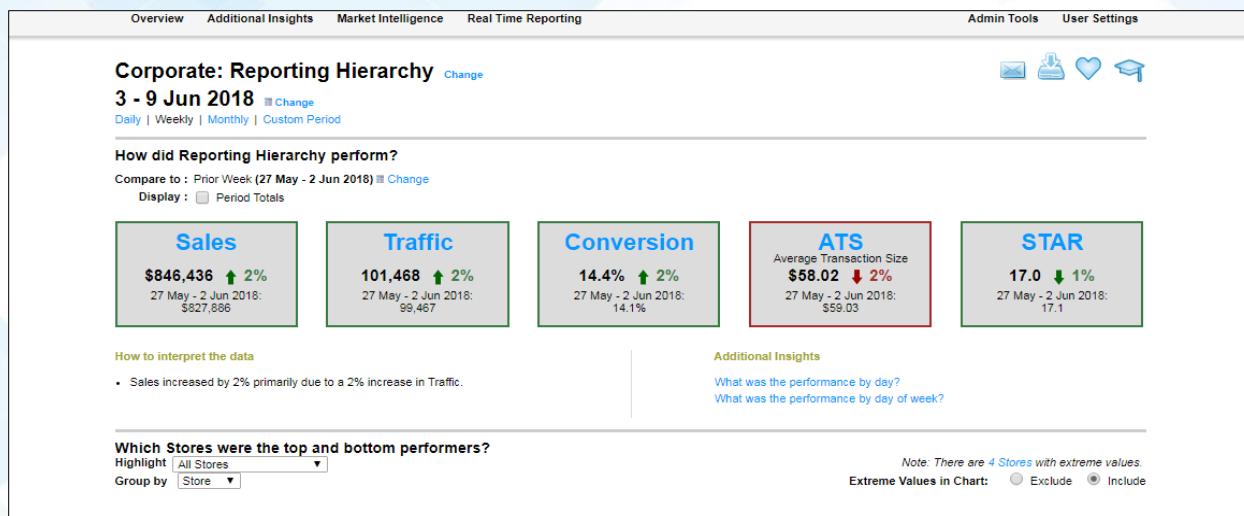 Overview Additional Insights Market Intelligence Real Time Reporting Admin Tools User Settings
Corporate: Reporting Hierarchy Change
3 - 9 Jun 2018 Change
Daily | Weekly | Monthly | Custom Period
How did Reporting Hierarchy perform?
Compare to : Prior Week (27 May - 2 Jun 2018) Change
Display : Period Totals
Sales
$846,436 2%
27 May - 2 Jun 2018:
$827,886
Traffic
101,468 2%
27 May - 2 Jun 2018:
99,467
Conversion
14.4% 2%
27 May - 2 Jun 2018:
14.1%
ATS
Average Transaction Size
$58.02 2%
27 May - 2 Jun 2018:
$59.03
STAR
17.0 1%
27 May - 2 Jun 2018:
17.1
How to interpret the data
• Sales increased by 2% primarily due to a 2% increase in Traffic.
Additional Insights
What was the performance by day?
What was the performance by day of week?
Which Stores were the top and bottom performers?
Highlight All Stores
Note: There are 4 Stores with extreme values.
Group by Store
Extreme Values in Chart: Exclude Include